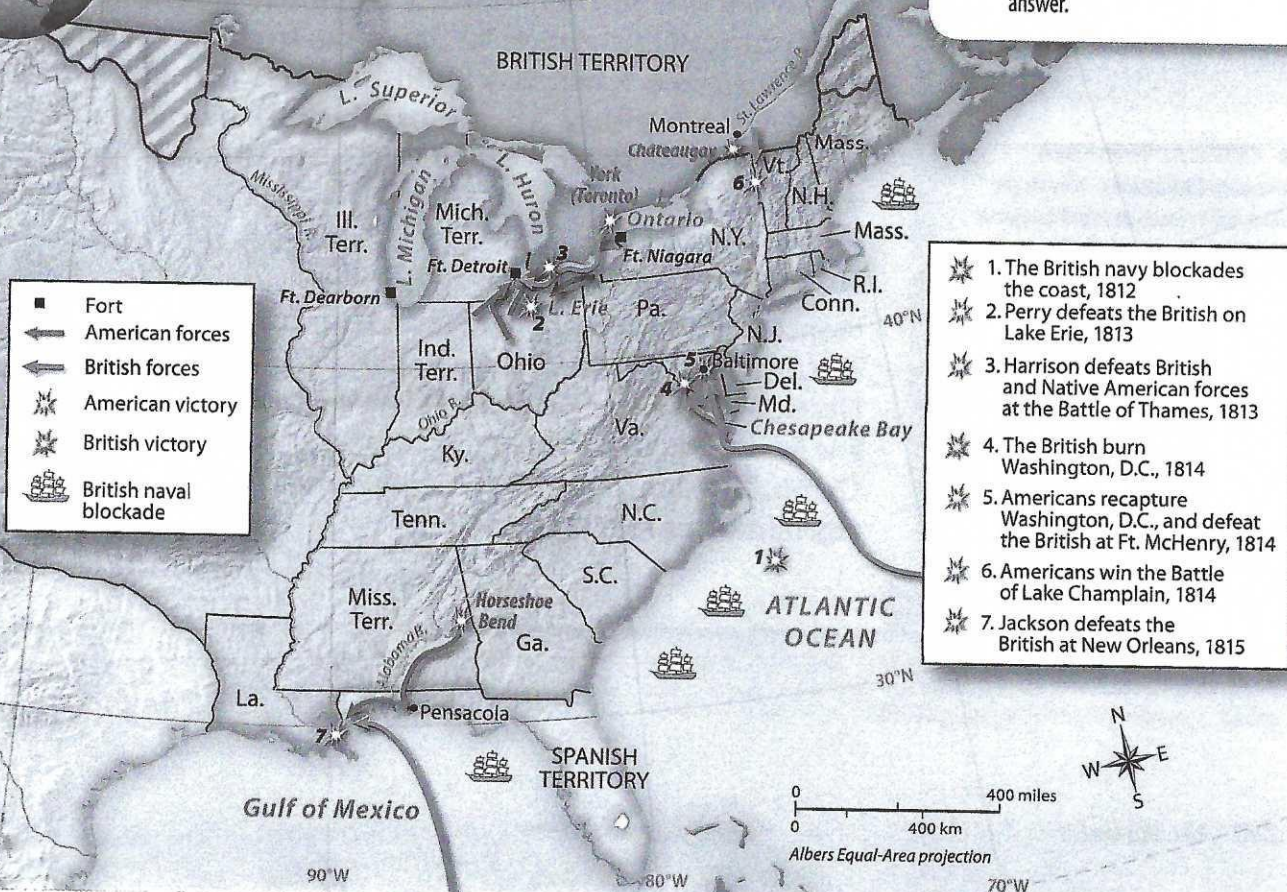 answer.
BRITISH TERRITORY
L. Superior
St. Lawrence R.
Montreal
Châteaugay
Mass.
Vt.
6
N.H.
York
(Toronto)
L. Huron
L. Michigan
Mississippi R.
Mich.
Terr.
Ill.
Terr.
L.
Ontario
N.Y.
Mass.
Ft. Detroit
3
Ft. Niagara
R.I.
Conn.
Ft. Dearborn
L. Erie
2
Pa.
N.J.
40°N
Ind.
Terr.
Ohio
5
Baltimore
4
Del.
Md.
Chesapeake Bay
Ohio R.
Va.
Ky.
Tenn.
N.C.
1
S.C.
Miss.
Terr.
Horseshoe
Bend
Ga.
ATLANTIC
OCEAN
Alabama R.
La.
Pensacola
30°N
7
SPANISH
TERRITORY
Gulf of Mexico
90°W
80°W
70°W
Fort
American forces
British forces
American victory
British victory
British naval
blockade
1. The British navy blockades
the coast, 1812
2. Perry defeats the British on
Lake Erie, 1813
3. Harrison defeats British
and Native American forces
at the Battle of Thames, 1813
4. The British burn
Washington, D.C., 1814
5. Americans recapture
Washington, D.C., and defeat
the British at Ft. McHenry, 1814
6. Americans win the Battle
of Lake Champlain, 1814
7. Jackson defeats the
British at New Orleans, 1815
N
W
E
S
0
400 miles
0
400 km
Albers Equal-Area projection